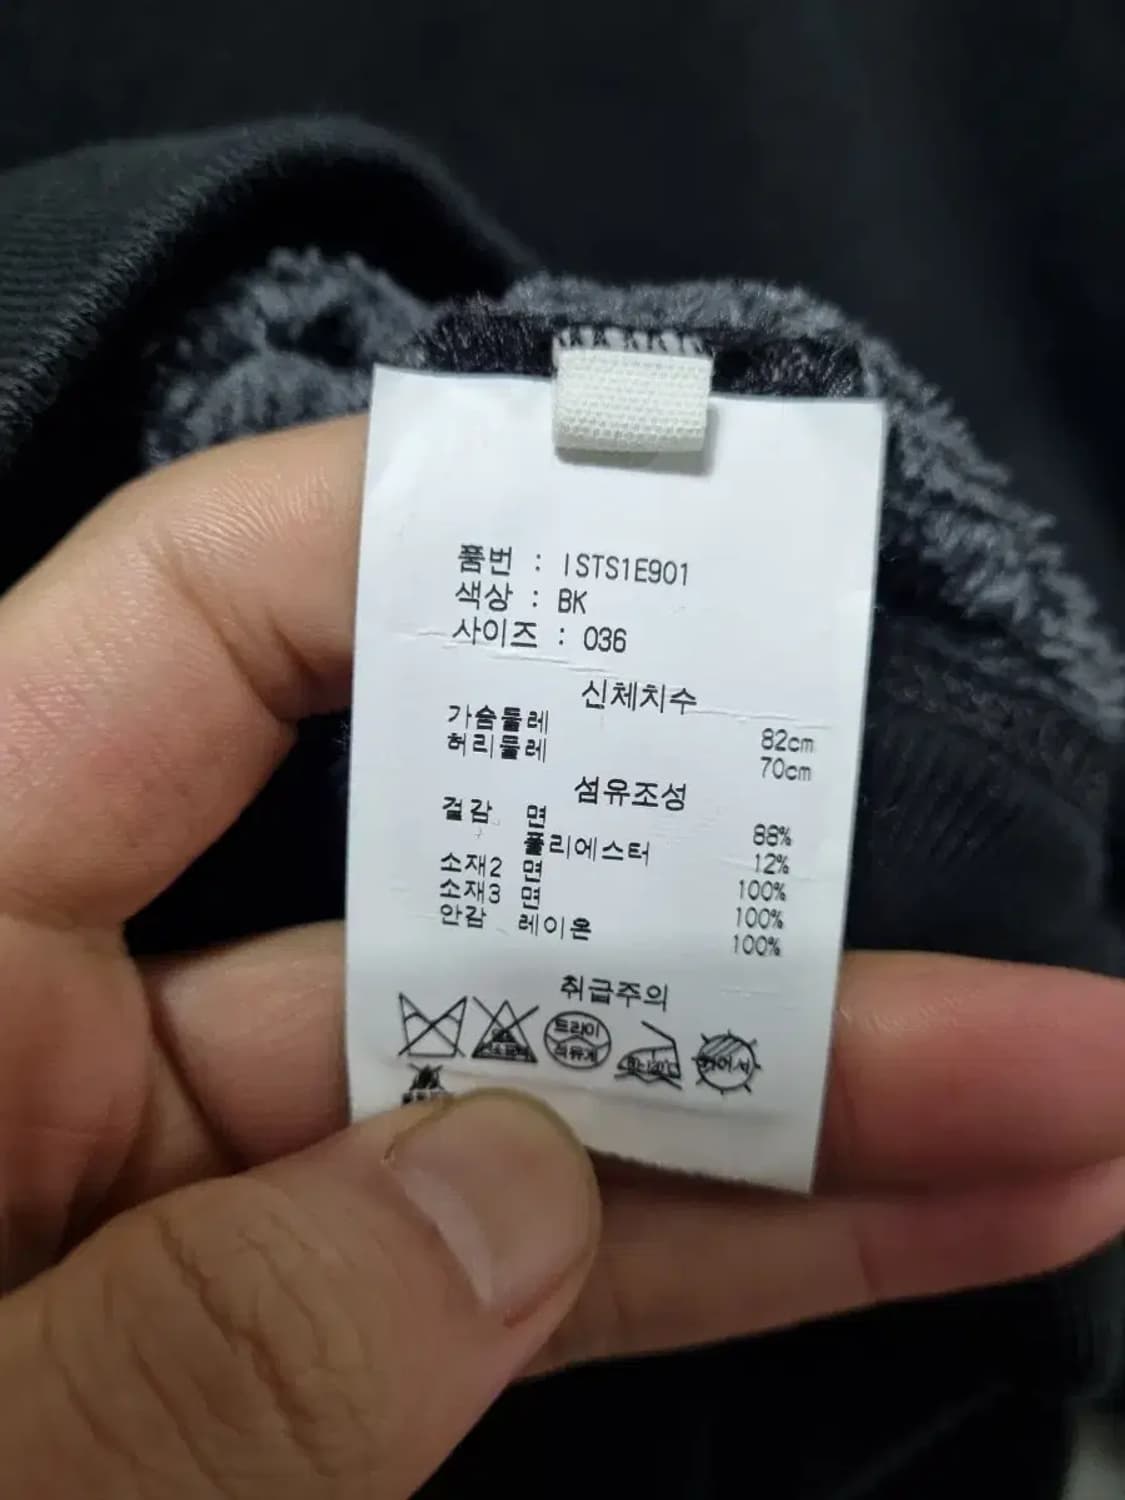 품번 : ISTS1E901
색상 : BK
사이즈 : 036
신체치수
가슴둘레 82cm
허리둘레 70cm
섬유조성
겉감 면 88%
폴리에스터 12%
소재2 면 100%
소재3 면 100%
안감 레이온 100%
취급주의
드라이
석유계